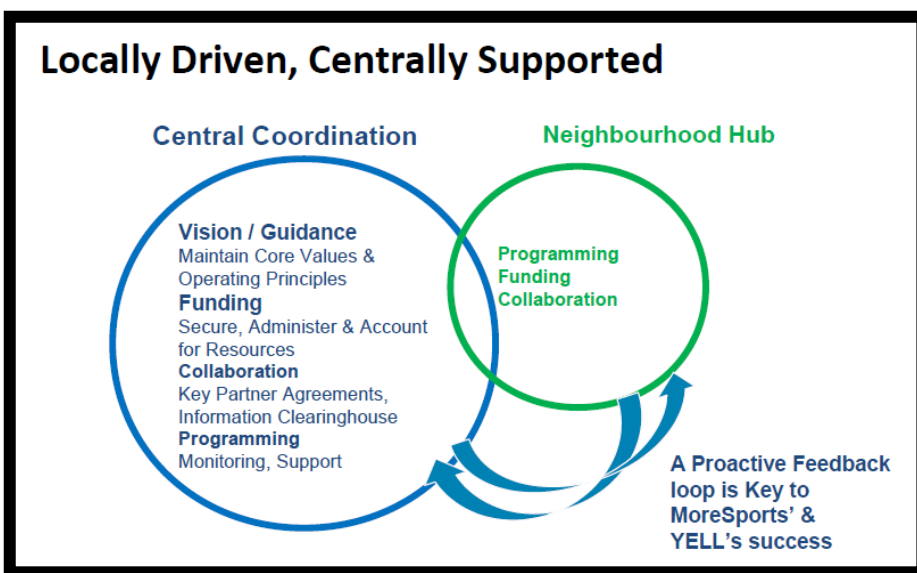 Locally Driven, Centrally Supported
Central Coordination
Vision / Guidance
Maintain Core Values &
Operating Principles
Funding
Secure, Administer & Account
for Resources
Collaboration
Key Partner Agreements,
Information Clearinghouse
Programming
Monitoring, Support
Neighbourhood Hub
Programming
Funding
Collaboration
A Proactive Feedback
loop is Key to
MoreSports' &
YELL's success